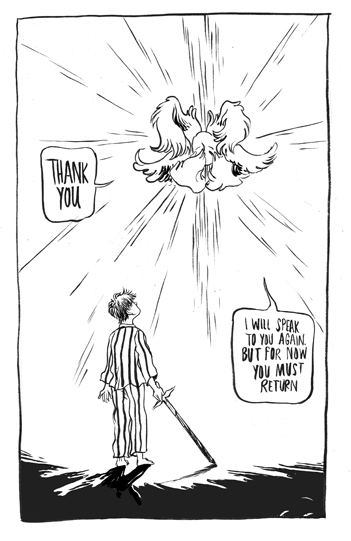 THANK
YOU
I WILL SPEAK
TO YOU AGAIN.
BUT FOR NOW
YOU MUST
RETURN